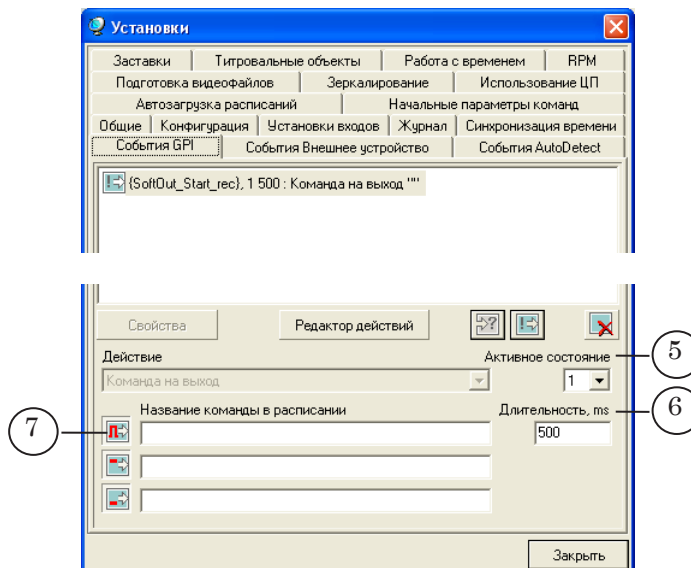 Установки
Заставки Титровальные объекты Работа с временем RPM
Подготовка видеофайлов Зеркалирование Использование ЦП
Автозагрузка расписаний Начальные параметры команд
Общие Конфигурация Установки входов Журнал Синхронизация времени
События GPI События Внешнее устройство События AutoDetect
{SoftOut_Start_rec}, 1 500 : Команда на выход ""
Свойства Редактор действий
Действие Активное состояние 5
Команда на выход 1
Название команды в расписании Длительность, ms 6
7 500
Закрыть